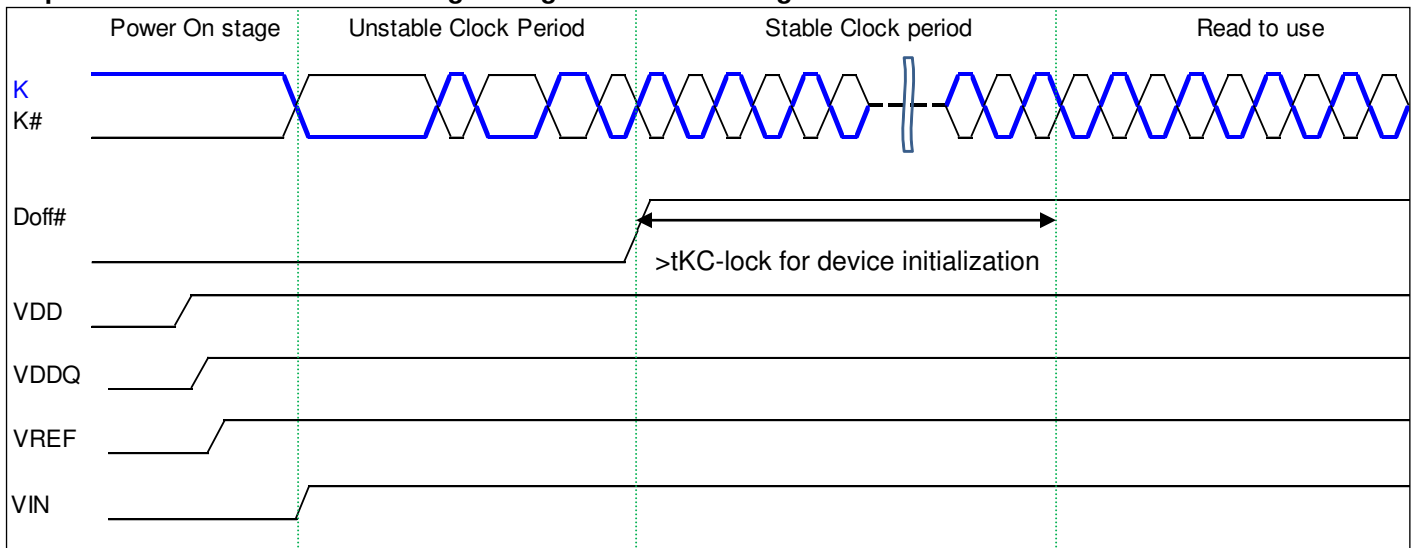 Power On stage Unstable Clock Period Stable Clock period Read to use
K
K#
Doff#
>tKC-lock for device initialization
VDD
VDDQ
VREF
VIN